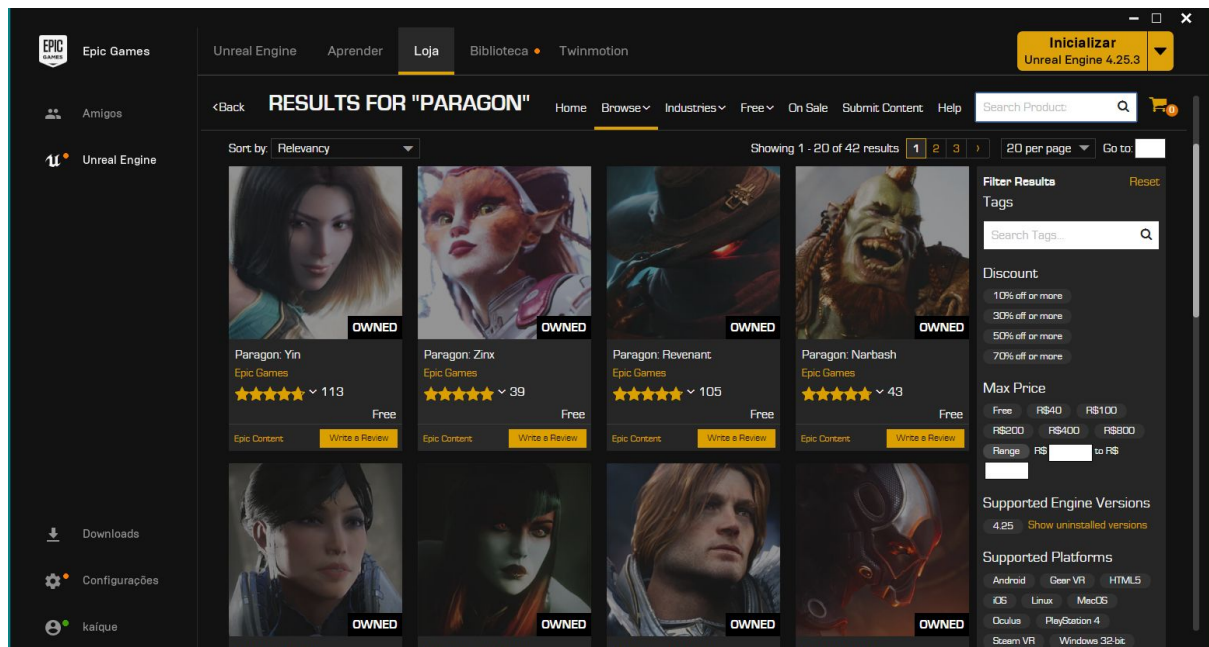 EPIC GAMES
Epic Games
Unreal Engine Aprender Loja Biblioteca Twinmotion
Inicializar
Unreal Engine 4.25.3
Amigos
Unreal Engine
Downloads
Configurações
kaíque
<Back RESULTS FOR "PARAGON" Home Browse Industries Free On Sale Submit Content Help Search Product: 0
Sort by: Relevancy Showing 1 - 20 of 42 results 1 2 3 › 20 per page Go to:
OWNED OWNED OWNED OWNED
Paragon: Yin Paragon: Zinx Paragon: Revenant Paragon: Narbash
Epic Games Epic Games Epic Games Epic Games
113 39 105 43
Free Free Free Free
Epic Content Write a Review Epic Content Write a Review Epic Content Write a Review Epic Content Write a Review
OWNED OWNED OWNED OWNED
Filter Results Reset
Tags
Search Tags...
Discount
10% off or more
30% off or more
50% off or more
70% off or more
Max Price
Free R$40 R$100
R$200 R$400 R$800
Range R$ to R$
Supported Engine Versions
4.25 Show uninstalled versions
Supported Platforms
Android Gear VR HTML5
iOS Linux MacOS
Oculus PlayStation 4
Steam VR Windows 32-bit